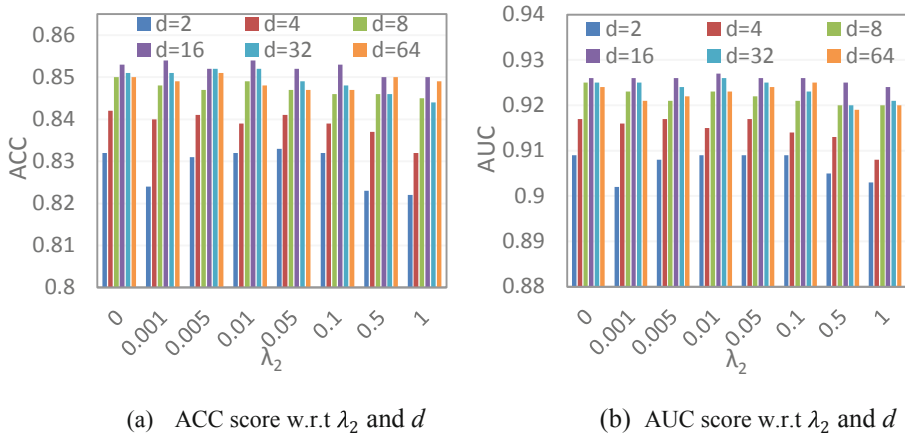 0.86
0.85
0.84
0.83
0.82
0.81
0.8
ACC
d=2 d=4 d=8
d=16 d=32 d=64
0 0.001 0.005 0.01 0.05 0.1 0.5 1
λ₂
(a) ACC score w.r.t λ₂ and d
0.94
0.93
0.92
0.91
0.9
0.89
0.88
AUC
d=2 d=4 d=8
d=16 d=32 d=64
0 0.001 0.005 0.01 0.05 0.1 0.5 1
λ₂
(b) AUC score w.r.t λ₂ and d